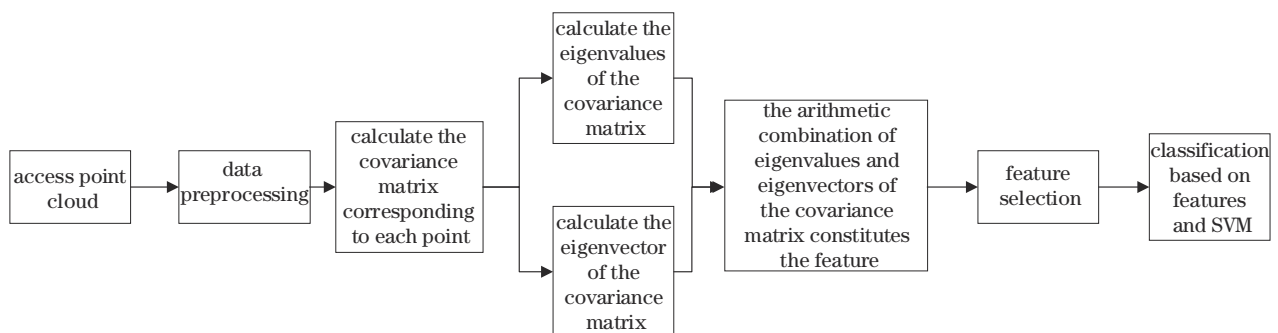 access point
cloud
data
preprocessing
calculate the
covariance
matrix
corresponding
to each point
calculate the
eigenvalues
of the
covariance
matrix
calculate the
eigenvector
of the
covariance
matrix
the arithmetic
combination of
eigenvalues and
eigenvectors of
the covariance
matrix constitutes
the feature
feature
selection
classification
based on
features
and SVM